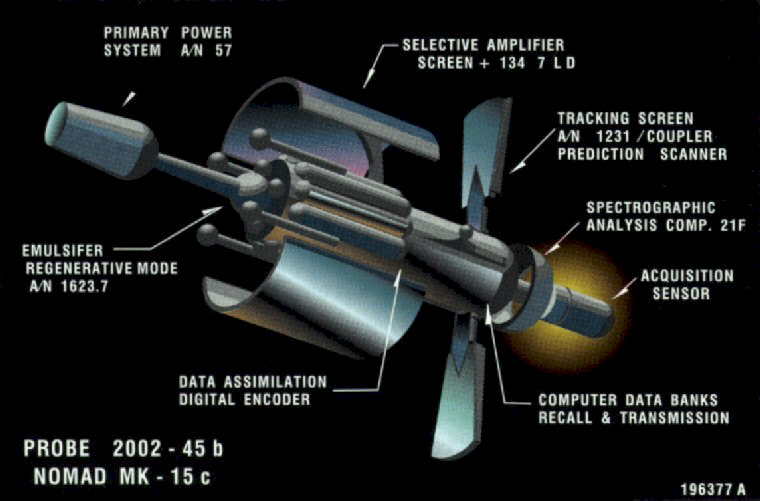 PRIMARY POWER
SYSTEM A/N 57
SELECTIVE AMPLIFIER
SCREEN + 134 7 L D
TRACKING SCREEN
A/N 1231 / COUPLER
PREDICTION SCANNER
SPECTROGRAPHIC
ANALYSIS COMP. 21F
ACQUISITION
SENSOR
EMULSIFER
REGENERATIVE MODE
A/N 1623.7
DATA ASSIMILATION
DIGITAL ENCODER
COMPUTER DATA BANKS
RECALL & TRANSMISSION
PROBE 2002 - 45 b
NOMAD MK - 15 c
196377 A